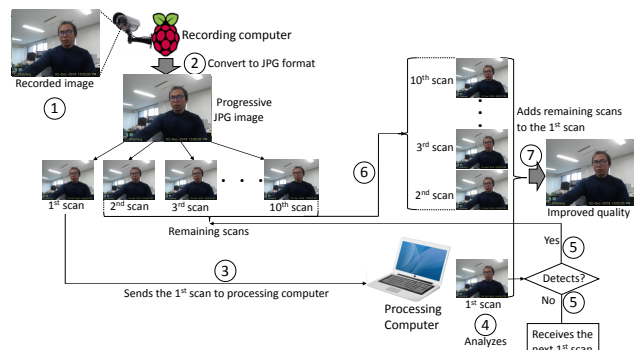 Recording computer
Recorded image
1
2
Convert to JPG format
Progressive
JPG image
1st scan
2nd scan
3rd scan
10th scan
Remaining scans
3
Sends the 1st scan to processing computer
Processing
Computer
1st scan
4
Analyzes
Detects?
Yes
5
No
5
Receives the
next 1st scan
6
10th scan
3rd scan
2nd scan
Adds remaining scans
to the 1st scan
7
Improved quality